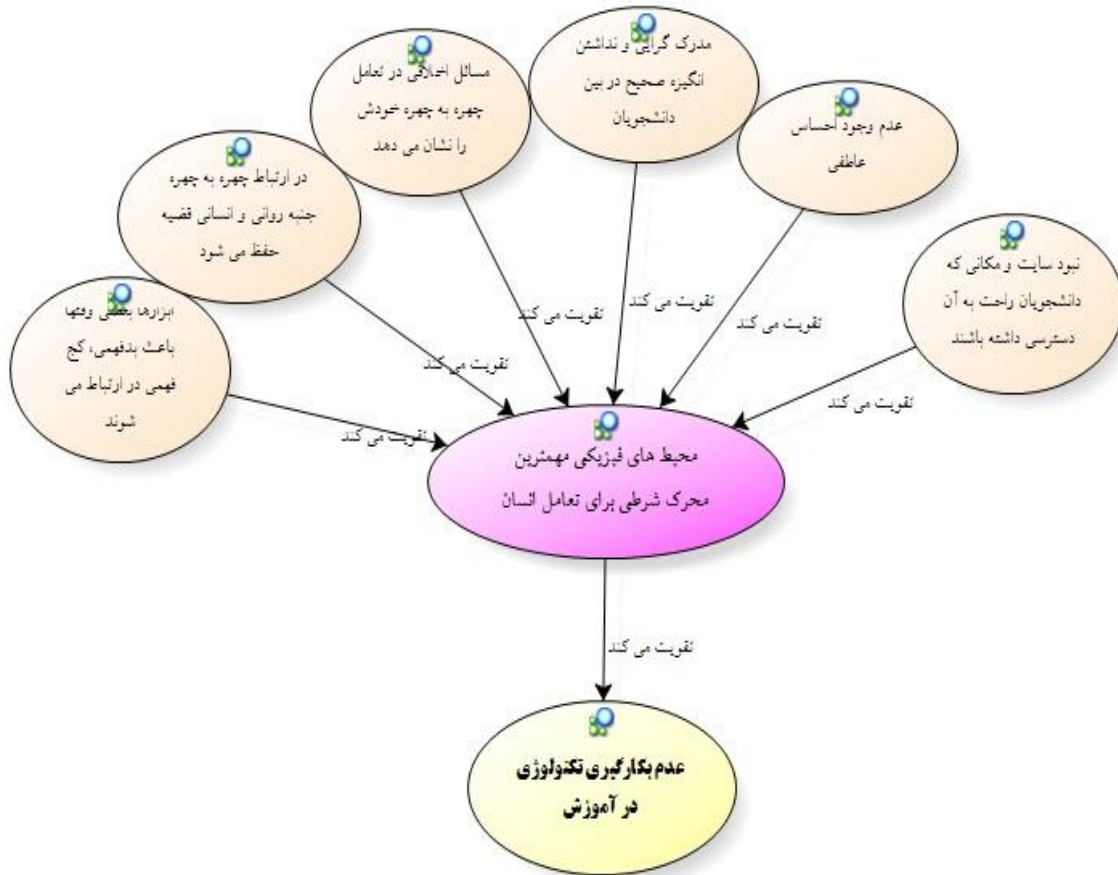 مدرک گرایی و نداشتن
انگیزه صحیح در بین
دانشجویان
مسائل اخلاقی در تعامل
چهره به چهره خودش
را نشان می دهد
عدم وجود احساس
عاطفی
در ارتباط چهره به چهره
جنبه روانی و انسانی قضیه
حفظ می شود
نبود سایت و مکانی که
دانشجویان راحت به آن
دسترسی داشته باشند
ابزارها بعضی وقتها
باعث بدفهمی، کج
فهمی در ارتباط می
شوند
تقویت می کند
تقویت می کند
تقویت می کند
تقویت می کند
تقویت می کند
تقویت می کند
محیط های فیزیکی مهمترین
محرک شرطی برای تعامل انسان
تقویت می کند
عدم بکارگیری تکنولوژی
در آموزش